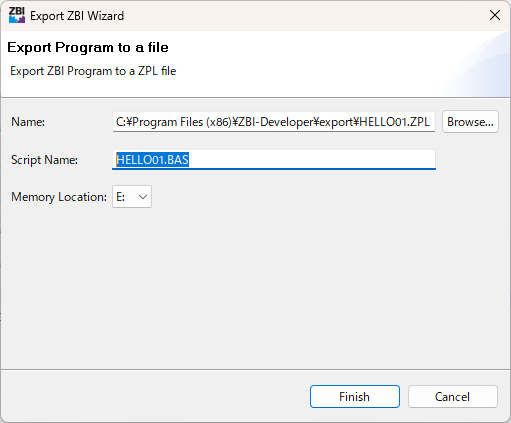 ZBI Export ZBI Wizard
Export Program to a file
Export ZBI Program to a ZPL file
Name: C:¥Program Files (x86)¥ZBI-Developer¥export¥HELLO01.ZPL Browse...
Script Name: HELLO01.BAS
Memory Location: E:
Finish Cancel